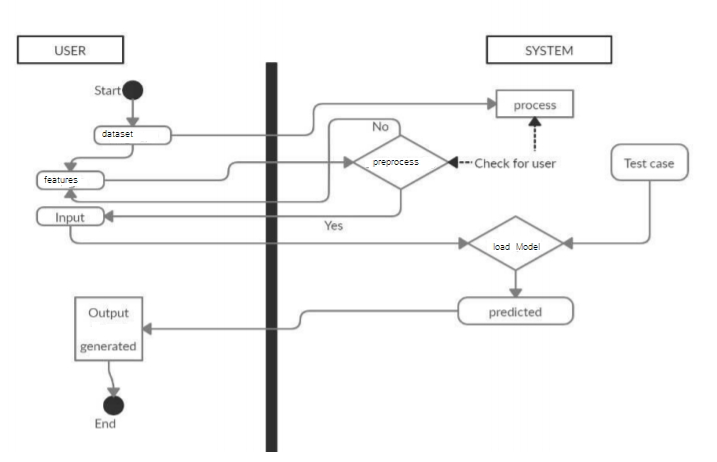 USER
SYSTEM
Start
process
dataset
No
preprocess
Check for user
Test case
features
Input
Yes
load Model
predicted
Output
generated
End